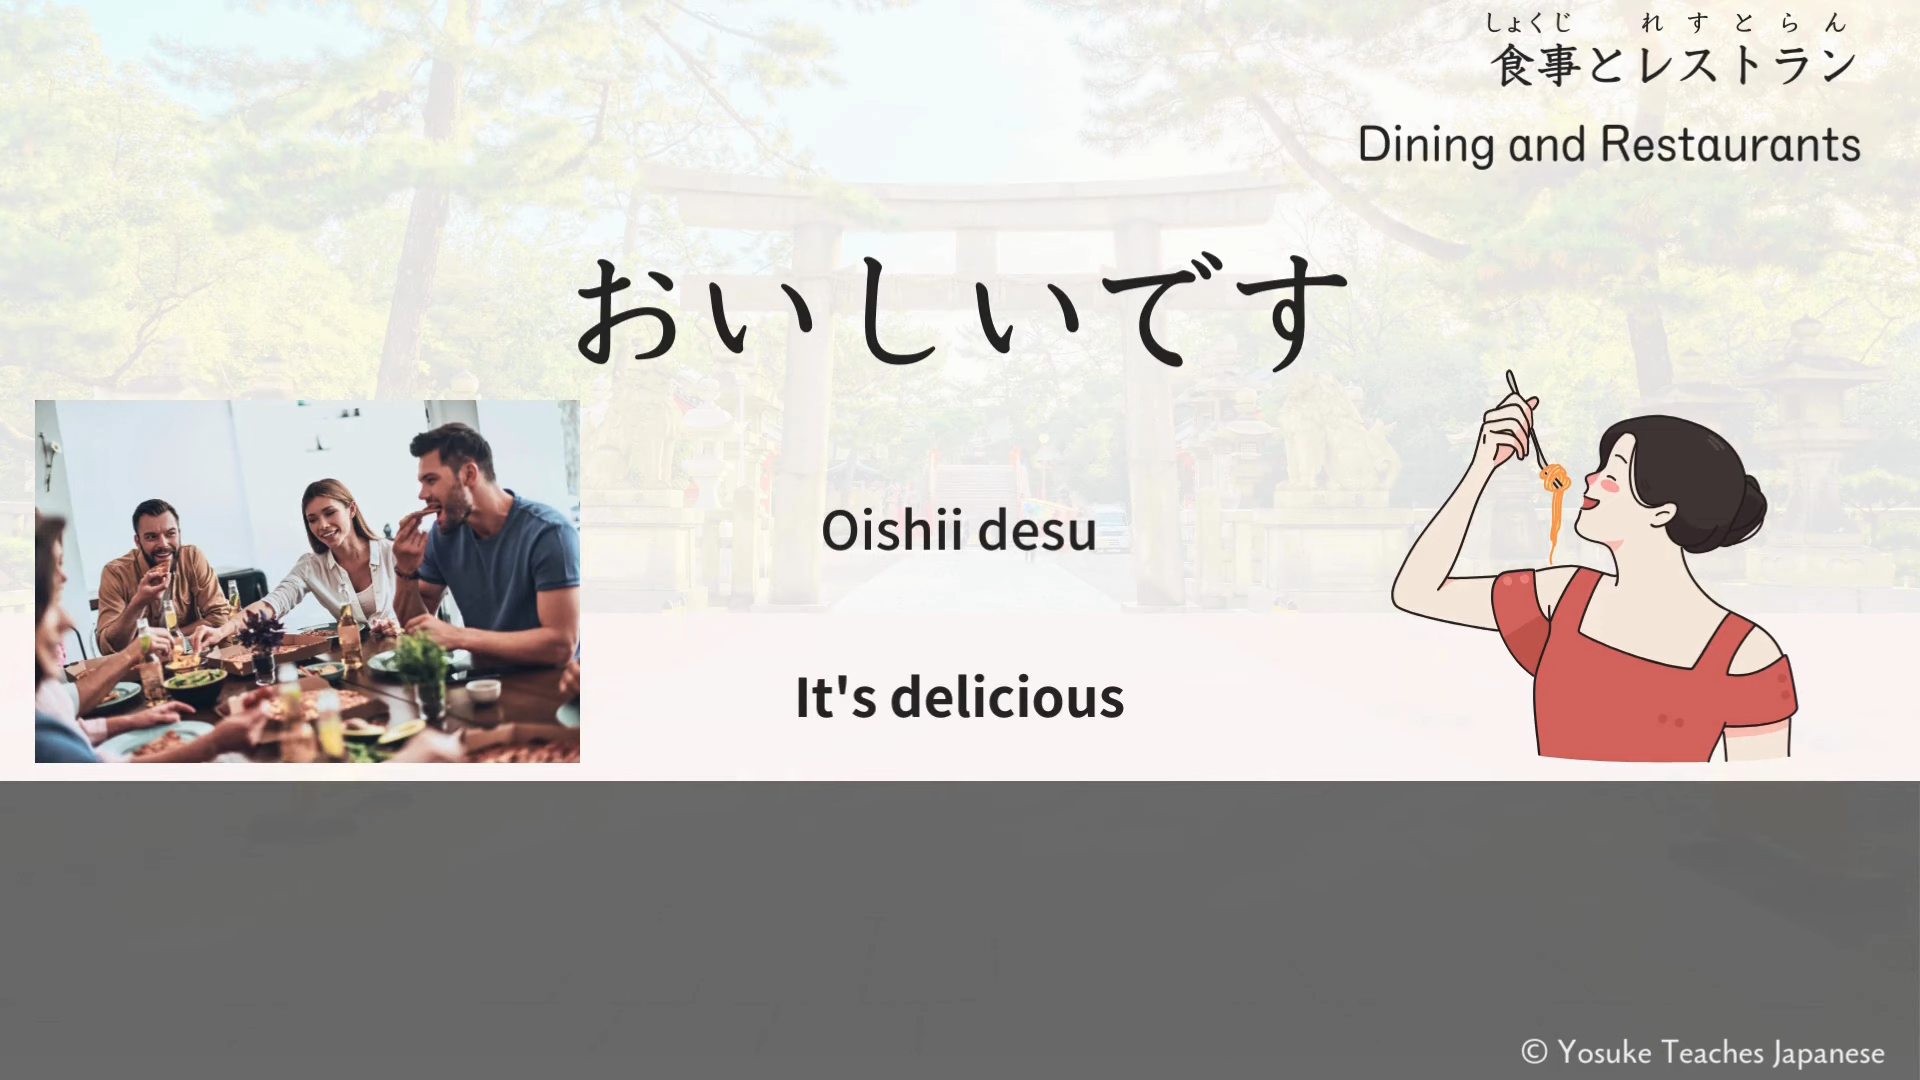 しょくじ れすとらん
食事とレストラン
Dining and Restaurants
おいしいです
Oishii desu
It's delicious
© Yosuke Teaches Japanese